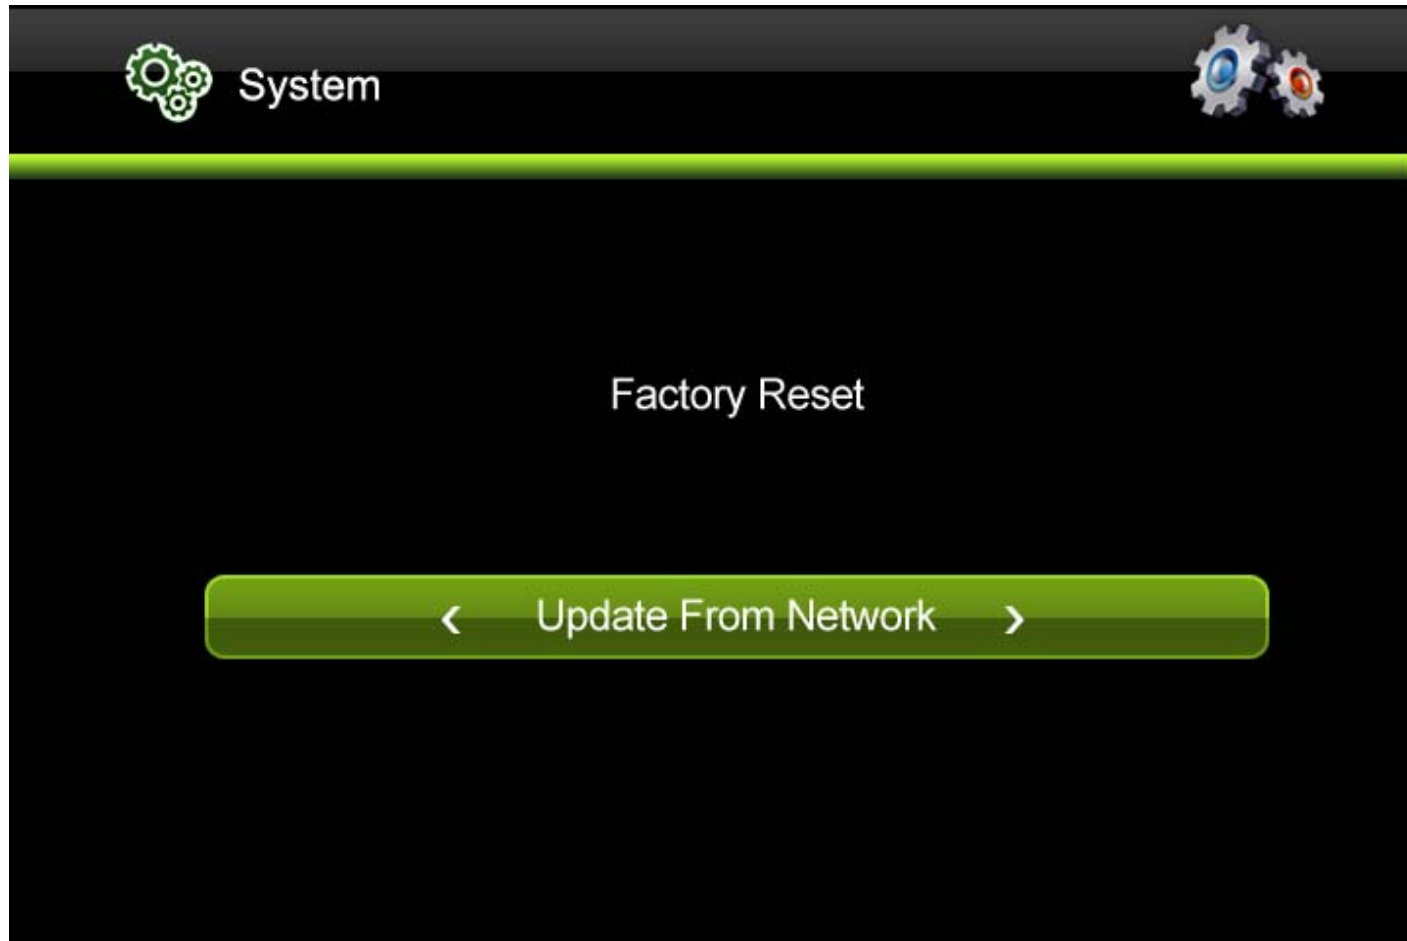 System
Factory Reset
‹ Update From Network ›